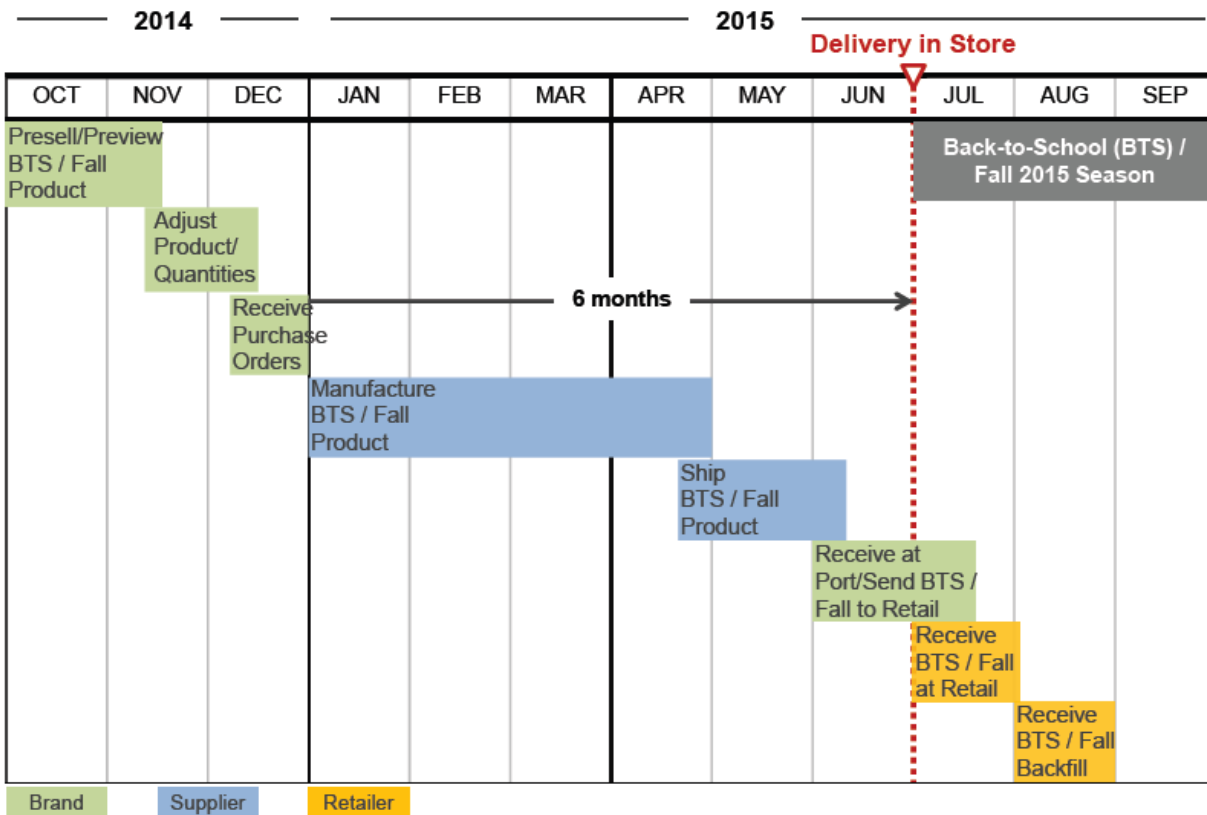 2014
2015
Delivery in Store
OCT
NOV
DEC
JAN
FEB
MAR
APR
MAY
JUN
JUL
AUG
SEP
Presell/Preview
BTS / Fall
Product
Back-to-School (BTS) /
Fall 2015 Season
Adjust
Product/
Quantities
6 months
Receive
Purchase
Orders
Manufacture
BTS / Fall
Product
Ship
BTS / Fall
Product
Receive at
Port/Send BTS /
Fall to Retail
Receive
BTS / Fall
at Retail
Receive
BTS / Fall
Backfill
Brand
Supplier
Retailer